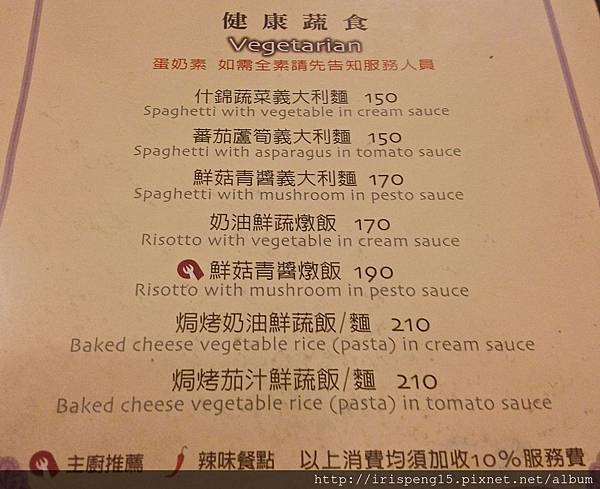 健康蔬食
Vegetarian
蛋奶素 如需全素請先告知服務人員
什錦蔬菜義大利麵 150
Spaghetti with vegetable in cream sauce
蕃茄蘆筍義大利麵 150
Spaghetti with asparagus in tomato sauce
鮮菇青醬義大利麵 170
Spaghetti with mushroom in pesto sauce
奶油鮮蔬燉飯 170
Risotto with vegetable in cream sauce
鮮菇青醬燉飯 190
Risotto with mushroom in pesto sauce
焗烤奶油鮮蔬飯/麵 210
Baked cheese vegetable rice (pasta) in cream sauce
焗烤茄汁鮮蔬飯/麵 210
Baked cheese vegetable rice (pasta) in tomato sauce
主廚推薦 辣味餐點 以上消費均須加收10%服務費
http://irispeng15.pixnet.net/album